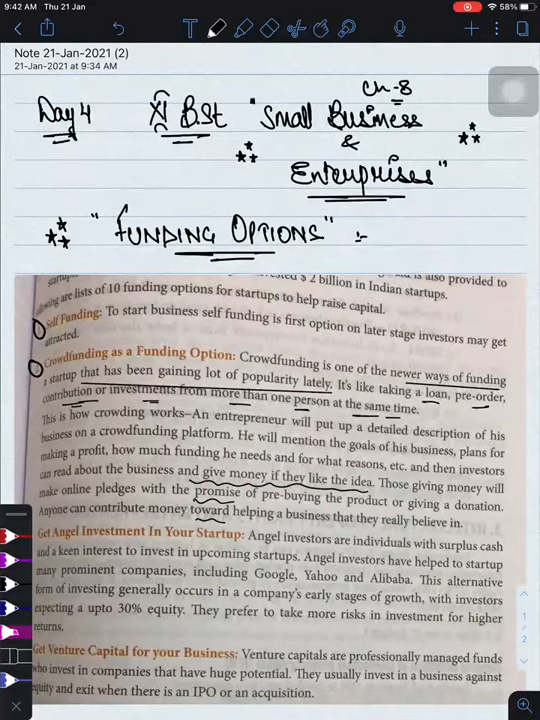 9:42 AM Thu 21 Jan
58%
Note 21-Jan-2021 (2)
21-Jan-2021 at 9:34 AM
Ch-8
Day 4 XI B.St "Small Business
&
Enterprises"
"FUNDING OPTIONS" :-
$ 2 billion in Indian startups. is also provided to
are lists of 10 funding options for startups to help raise capital.
Self Funding: To start business self funding is first option on later stage investors may get
attracted.
Crowdfunding as a Funding Option: Crowdfunding is one of the newer ways of funding
a startup that has been gaining lot of popularity lately. It's like taking a loan, pre-order,
contribution or investments from more than one person at the same time.
This is how crowding works–An entrepreneur will put up a detailed description of his
business on a crowdfunding platform. He will mention the goals of his business, plans for
making a profit, how much funding he needs and for what reasons, etc. and then investors
can read about the business and give money if they like the idea. Those giving money will
make online pledges with the promise of pre-buying the product or giving a donation.
Anyone can contribute money toward helping a business that they really believe in.
Get Angel Investment In Your Startup: Angel investors are individuals with surplus cash
and a keen interest to invest in upcoming startups. Angel investors have helped to startup
many prominent companies, including Google, Yahoo and Alibaba. This alternative
form of investing generally occurs in a company's early stages of growth, with investors
expecting a upto 30% equity. They prefer to take more risks in investment for higher
returns.
Get Venture Capital for your Business: Venture capitals are professionally managed funds
who invest in companies that have huge potential. They usually invest in a business against
equity and exit when there is an IPO or an acquisition.
1
2